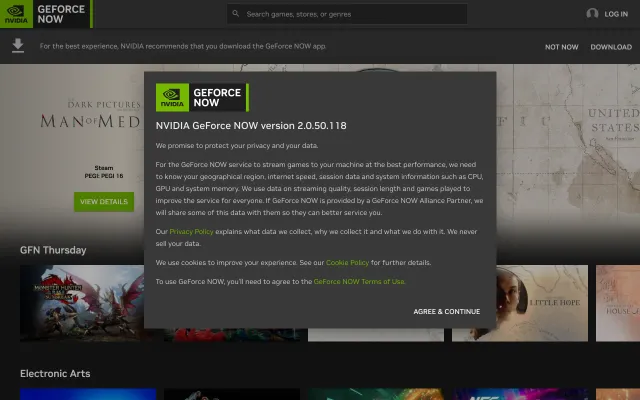 NVIDIA
GEFORCE
NOW
Search games, stores, or genres
LOG IN
For the best experience, NVIDIA recommends that you download the GeForce NOW app.
NOT NOW
DOWNLOAD
DARK PICTURES
MAN OF MED
Steam
PEGI: PEGI 16
VIEW DETAILS
UNITED
STATES
NVIDIA
GEFORCE
NOW
NVIDIA GeForce NOW version 2.0.50.118
We promise to protect your privacy and your data.
For the GeForce NOW service to stream games to your machine at the best performance, we need
to know your geographical region, internet speed, session data and system information such as CPU,
GPU and system memory. We use data on streaming quality, session length and games played to
improve the service for everyone. If GeForce NOW is provided by a GeForce NOW Alliance Partner, we
will share some of this data with them so they can better service you.
Our Privacy Policy explains what data we collect, why we collect it and what we do with it. We never
sell your data.
We use cookies to improve your experience. See our Cookie Policy for further details.
To use GeForce NOW, you'll need to agree to the GeForce NOW Terms of Use.
AGREE & CONTINUE
GFN Thursday
MONSTER HUNTER
LITTLE HOPE
HOUSE OF
Electronic Arts
NFS